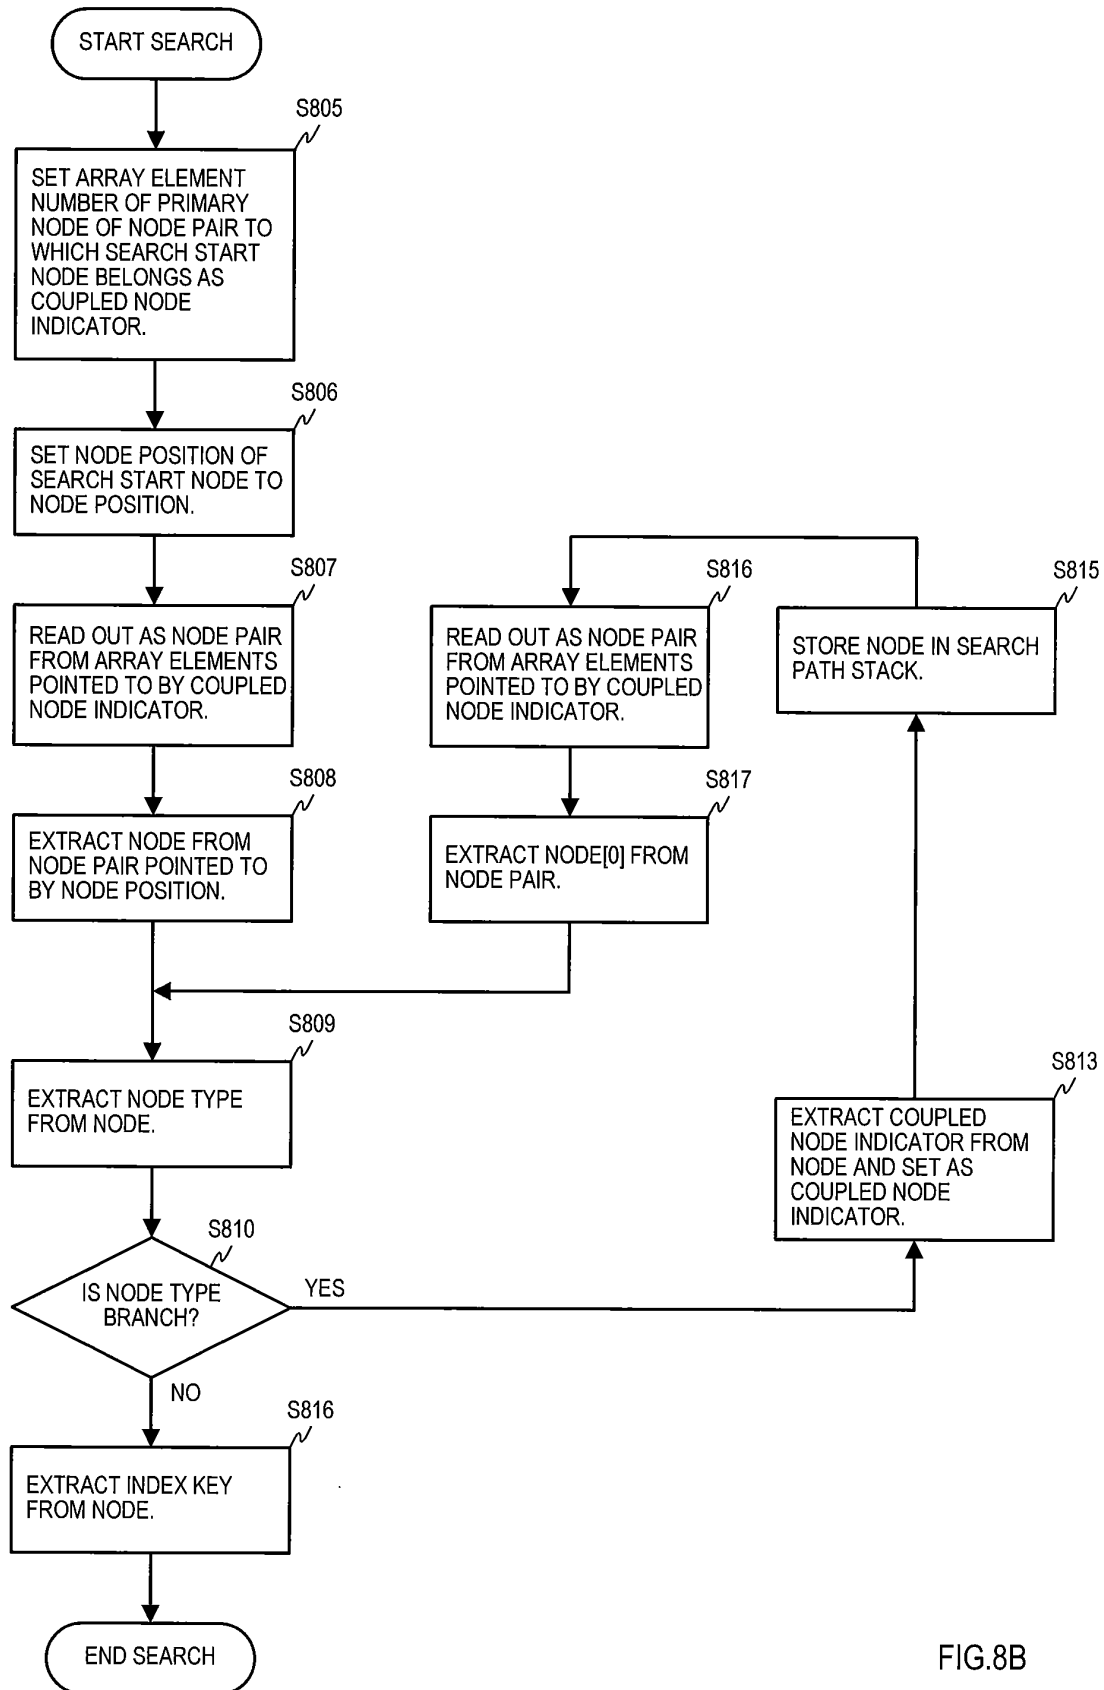 START SEARCH
S805
SET ARRAY ELEMENT
NUMBER OF PRIMARY
NODE OF NODE PAIR TO
WHICH SEARCH START
NODE BELONGS AS
COUPLED NODE
INDICATOR.
S806
SET NODE POSITION OF
SEARCH START NODE TO
NODE POSITION.
S807
READ OUT AS NODE PAIR
FROM ARRAY ELEMENTS
POINTED TO BY COUPLED
NODE INDICATOR.
S808
EXTRACT NODE FROM
NODE PAIR POINTED TO
BY NODE POSITION.
S816
READ OUT AS NODE PAIR
FROM ARRAY ELEMENTS
POINTED TO BY COUPLED
NODE INDICATOR.
S817
EXTRACT NODE[0] FROM
NODE PAIR.
S815
STORE NODE IN SEARCH
PATH STACK.
S809
EXTRACT NODE TYPE
FROM NODE.
S813
EXTRACT COUPLED
NODE INDICATOR FROM
NODE AND SET AS
COUPLED NODE
INDICATOR.
S810
IS NODE TYPE
BRANCH?
YES
NO
S816
EXTRACT INDEX KEY
FROM NODE.
END SEARCH
FIG.8B